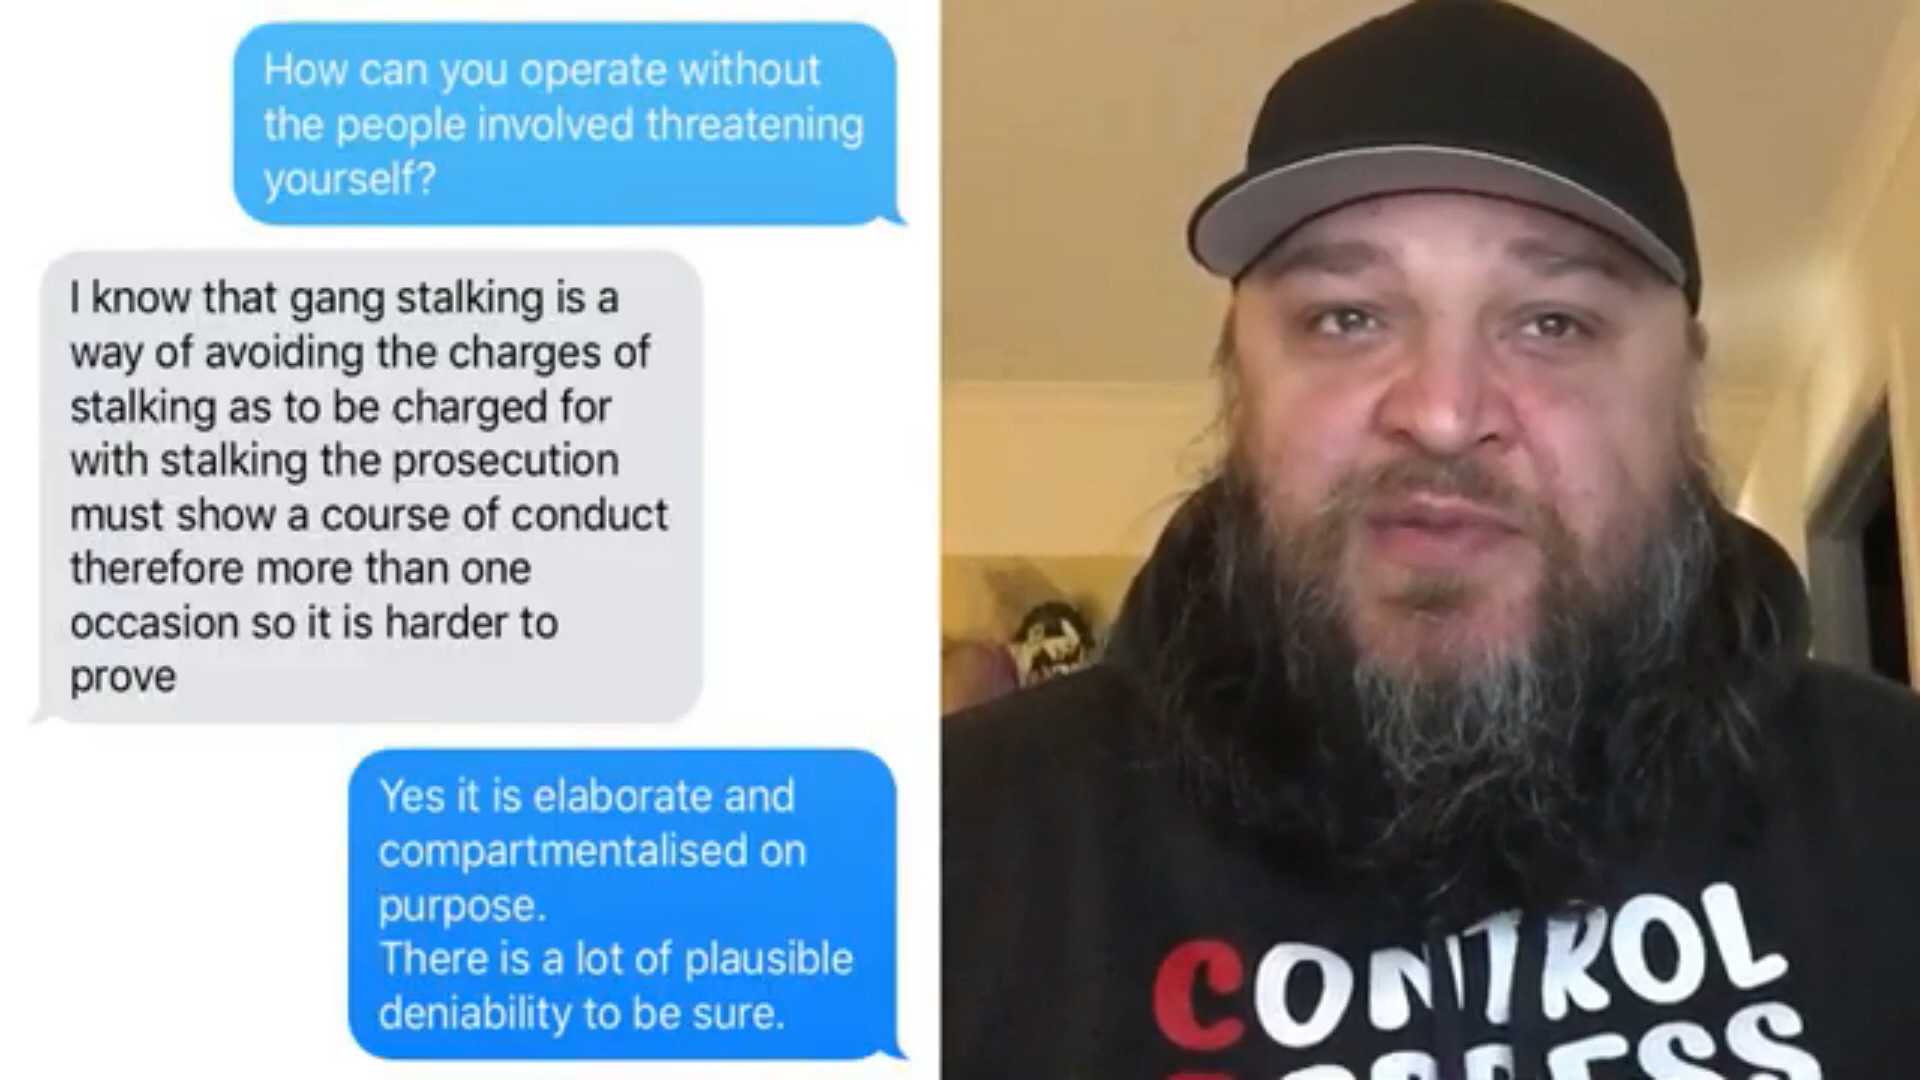 How can you operate without
the people involved threatening
yourself?
I know that gang stalking is a
way of avoiding the charges of
stalking as to be charged for
with stalking the prosecution
must show a course of conduct
therefore more than one
occasion so it is harder to
prove
Yes it is elaborate and
compartmentalised on
purpose.
There is a lot of plausible
deniability to be sure.
CONTROL